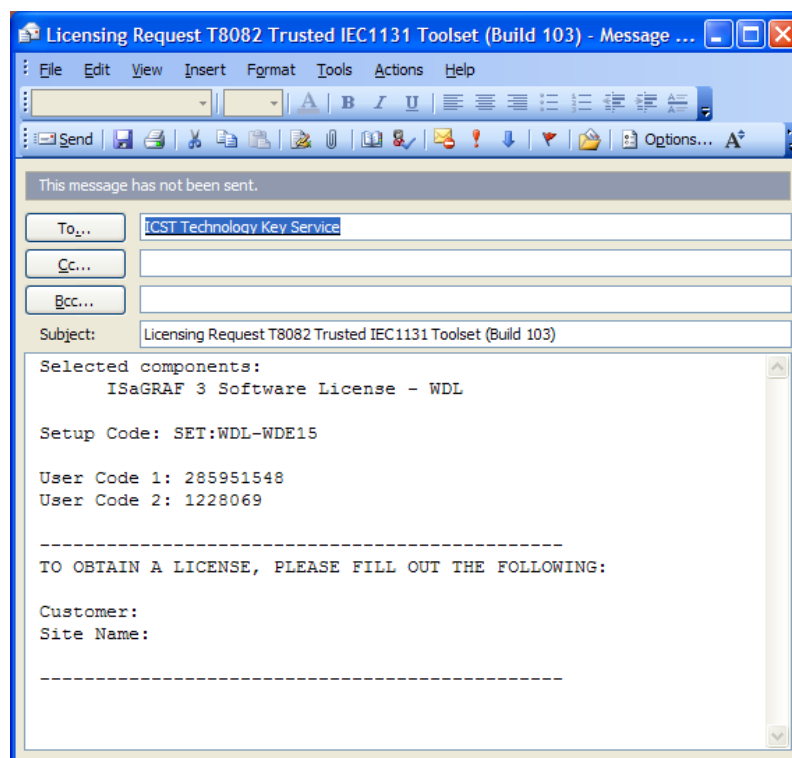 Licensing Request T8082 Trusted IEC1131 Toolset (Build 103) - Message ...
File Edit View Insert Format Tools Actions Help
A B I U
Send Options... A
This message has not been sent.
To... ICST Technology Key Service
Cc...
Bcc...
Subject: Licensing Request T8082 Trusted IEC1131 Toolset (Build 103)
Selected components:
ISaGRAF 3 Software License - WDL
Setup Code: SET:WDL-WDE15
User Code 1: 285951548
User Code 2: 1228069
-----------------------------------------------
TO OBTAIN A LICENSE, PLEASE FILL OUT THE FOLLOWING:
Customer:
Site Name:
-----------------------------------------------